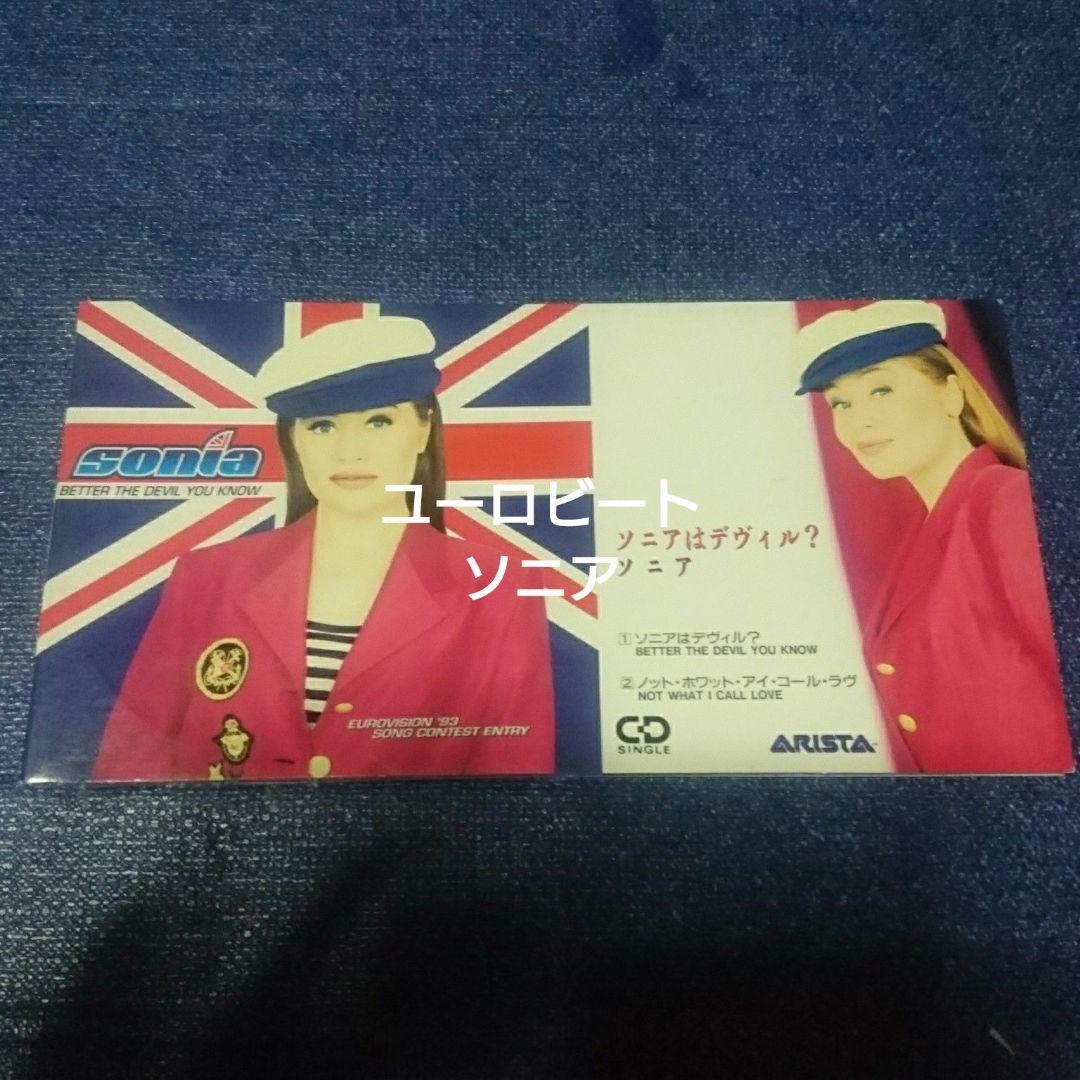 sonia
BETTER THE DEVIL YOU KNOW
EUROVISION '93
SONG CONTEST ENTRY
ユーロビート
ソニア
ソニアはデヴィル?
ソニア
1 ソニアはデヴィル?
BETTER THE DEVIL YOU KNOW
2 ノット・ホワット・アイ・コール・ラヴ
NOT WHAT I CALL LOVE
CD
SINGLE
ARISTA